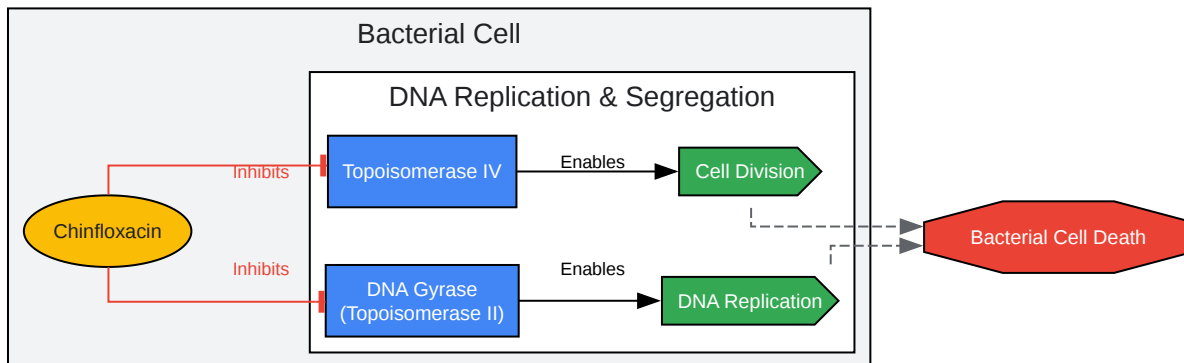 Bacterial Cell
DNA Replication & Segregation
Inhibits
Topoisomerase IV
Enables
Cell Division
Chinfloxacin
Bacterial Cell Death
Inhibits
DNA Gyrase
(Topoisomerase II)
Enables
DNA Replication